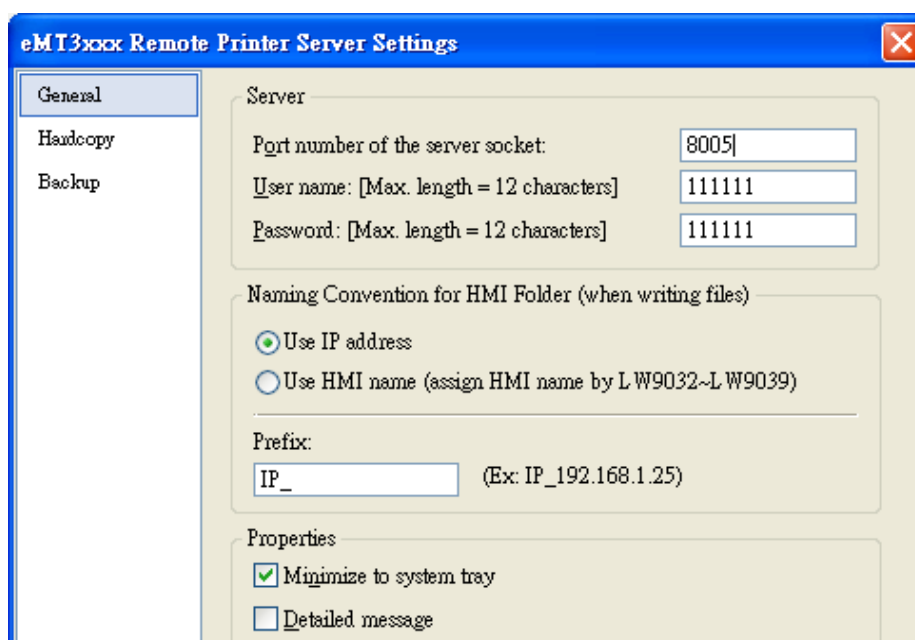 eMT3xxx Remote Printer Server Settings
General
Hardcopy
Backup
Server
Port number of the server socket: 8005
User name: [Max. length = 12 characters] 111111
Password: [Max. length = 12 characters] 111111
Naming Convention for HMI Folder (when writing files)
Use IP address
Use HMI name (assign HMI name by LW9032~LW9039)
Prefix:
IP_ (Ex: IP_192.168.1.25)
Properties
Minimize to system tray
Detailed message